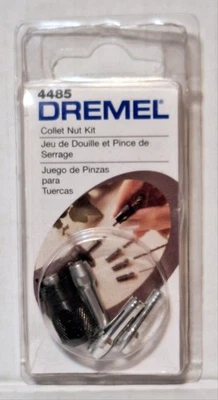 4485
DREMEL
Collet Nut Kit
Jeu de Douille et Pince de
Serrage
Juego de Pinzas
para
Tuercas